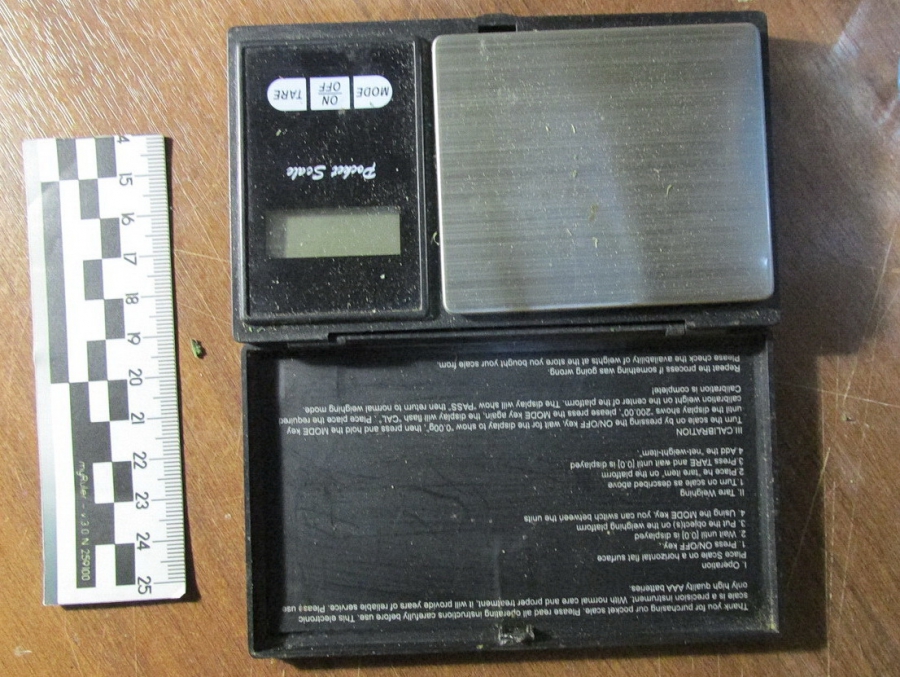 MODE
ON
OFF
TARE
Pocket Scale
Thank you for purchasing our pocket scale. Please read all operating instructions carefully before use. This electronic
scale is a precision instrument. With normal care and proper treatment, it will provide years of reliable service. Please use
only high quality AAA batteries.
I. Operation
Place on Scale on a horizontal flat surface
1. Press ON/OFF key.
2. Wait until [0.0] is displayed
3. Put the object(s) on the weighing platform
4. Using the MODE key, you can switch between the units
II. Tare Weighing
1. Turn on scale as described above
2. Place he "tare item" on the platform
3. Press TARE and wait until [0.0] is displayed
4. Add the "net-weigh-item".
III. CALIBRATION
Turn the scale on by pressing the ON/OFF key. wait for the display to show "0.00g", then press and hold the MODE key
until the display shows "200.00". please press the MODE key again. the display will flash "CAL". Place the required
calibration weight on the center of the platform. The display will show "PASS", then return to normal weighing mode.
Calibration is complete!
Repeat the process if something was going wrong.
Please check the availability of weights at the store you bought your scale from.
4
15
16
17
18
19
20
21
22
23
24
25
myRuler - v.3.0 N 259100